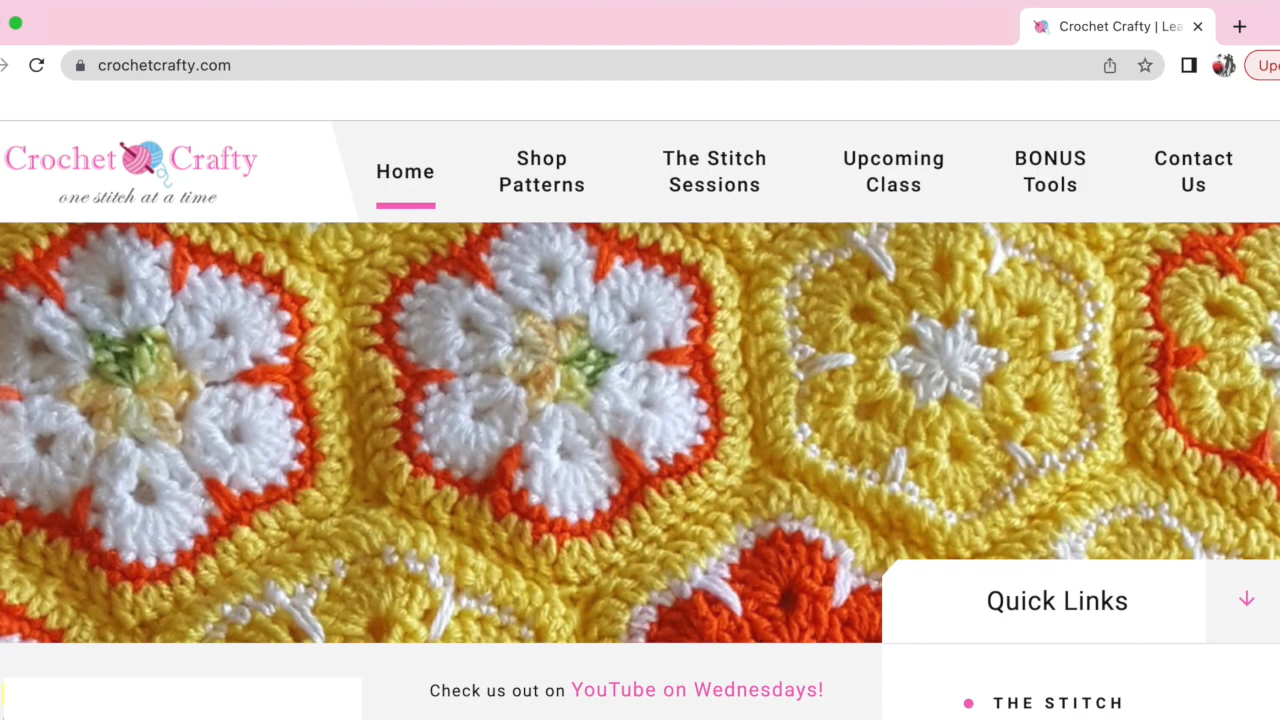 Crochet Crafty | Lea
crochetcrafty.com
Upd
Crochet Crafty
one stitch at a time
Home
Shop Patterns
The Stitch Sessions
Upcoming Class
BONUS Tools
Contact Us
Quick Links
Check us out on YouTube on Wednesdays!
THE STITCH